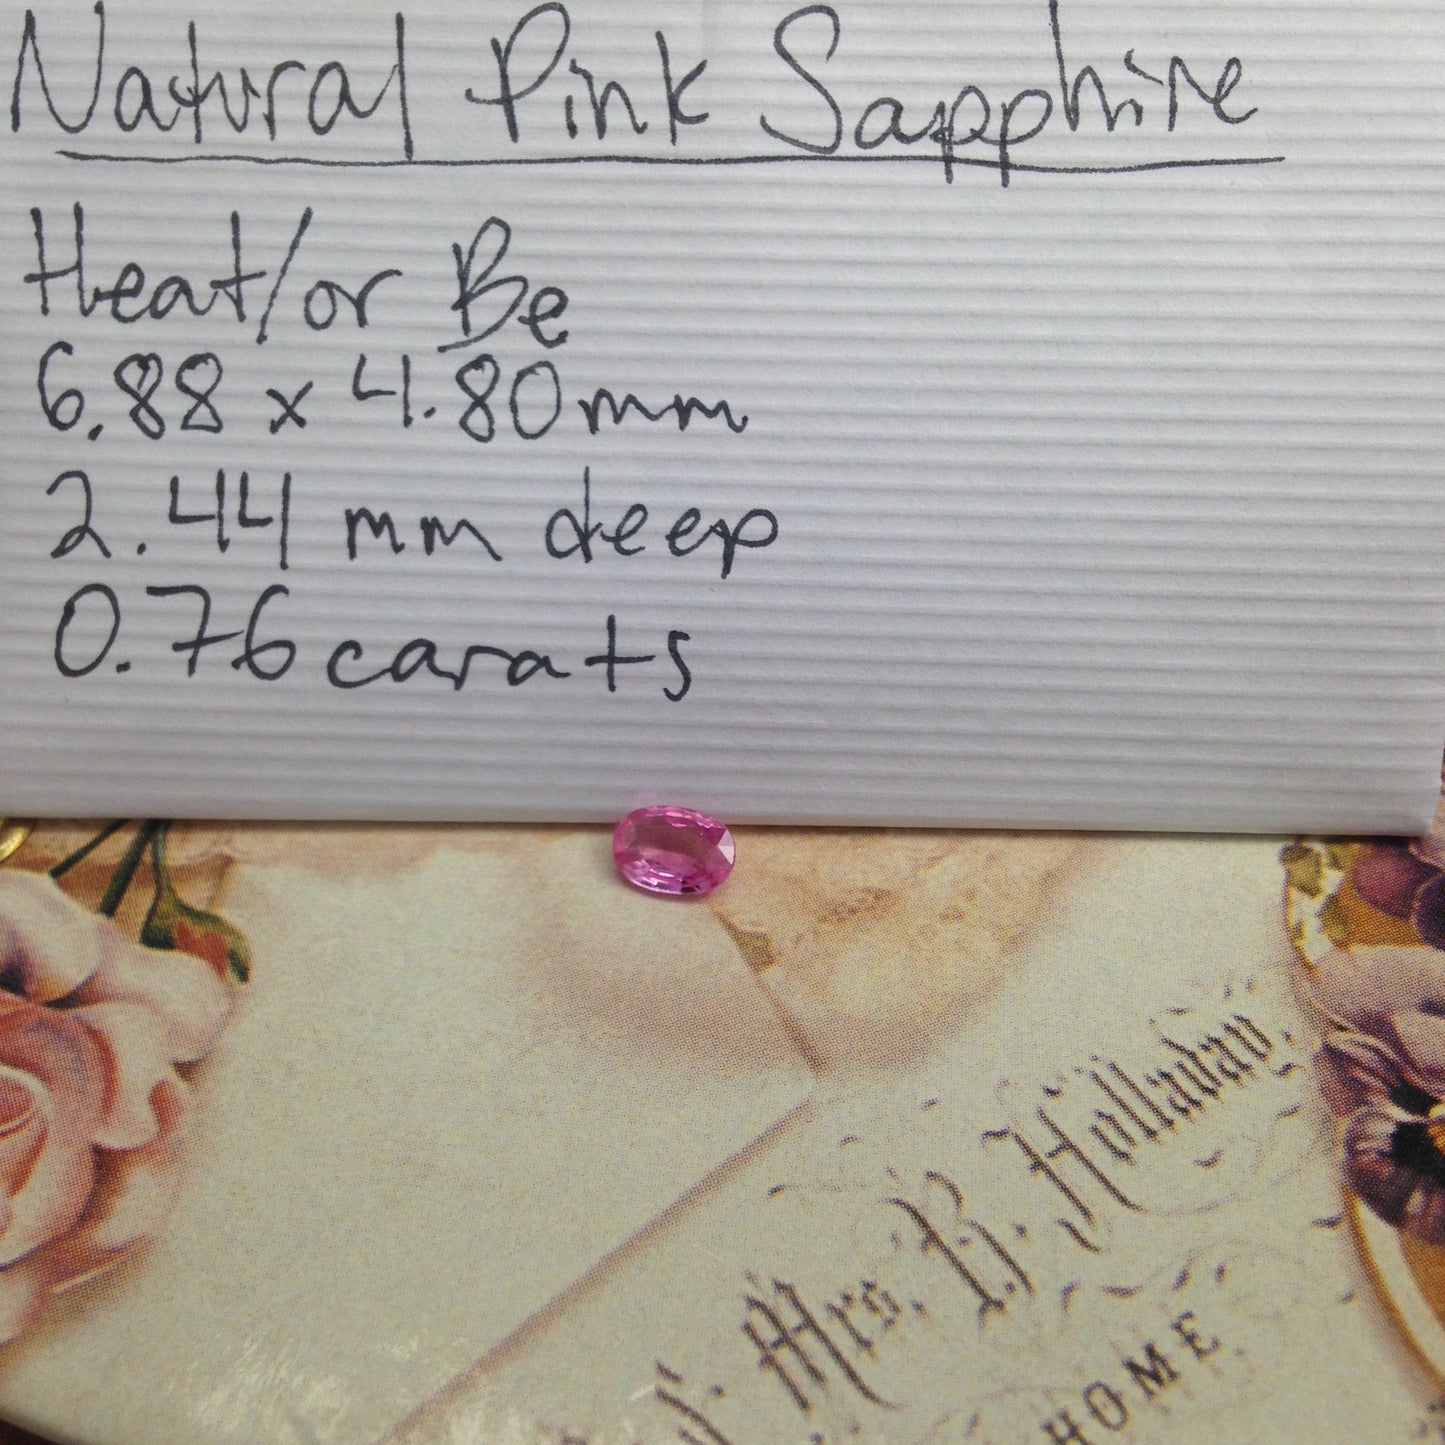 Natural Pink Sapphire
Heat/or Be
6.88 x 4.80mm
2.44 mm deep
0.76 carats
Mrs. B. Holladay,
HOME